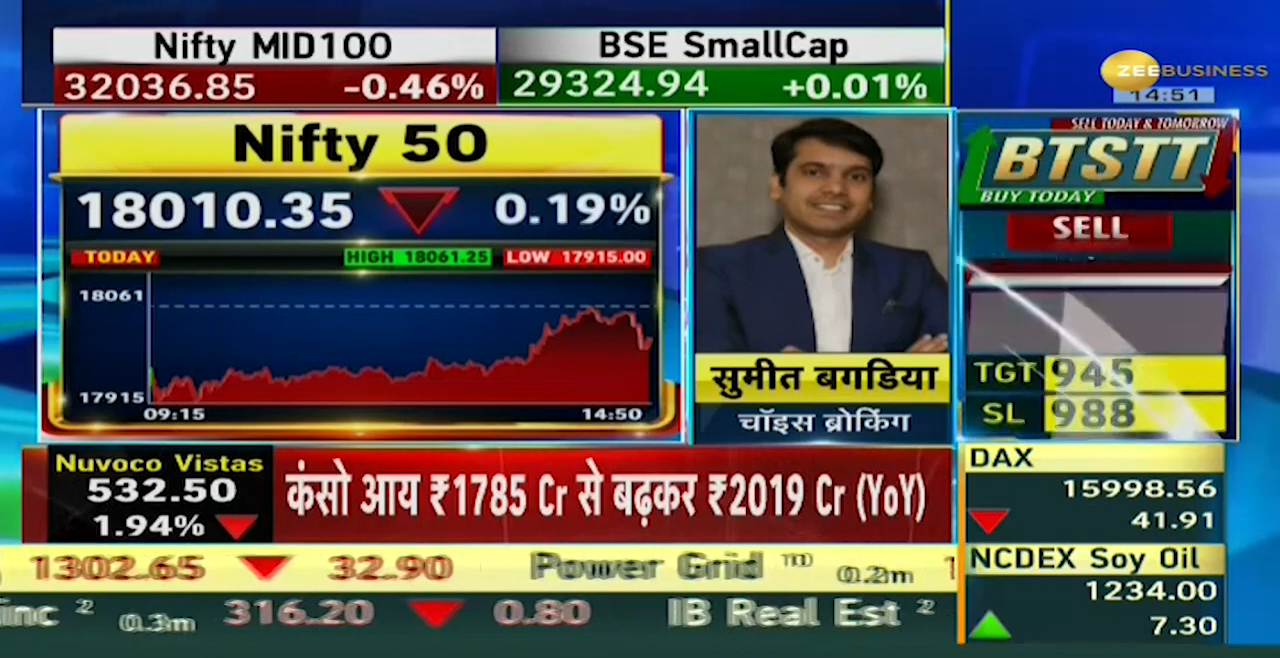 Nifty MID100
32036.85 -0.46%
BSE SmallCap
29324.94 +0.01%
ZEEBUSINESS
14:51
Nifty 50
18010.35 0.19%
TODAY HIGH 18061.25 LOW 17915.00
18061
17915
09:15 14:50
सुमीत बगडिया
चॉइस ब्रोकिंग
SELL TODAY & TOMORROW
BTSTT
BUY TODAY
SELL
TGT 945
SL 988
Nuvoco Vistas
532.50
1.94%
कंसो आय ₹1785 Cr से बढ़कर ₹2019 Cr (YoY)
DAX
15998.56
41.91
NCDEX Soy Oil
1234.00
7.30
1302.65 32.90 Power Grid 0.2m
inc 2 0.3m 316.20 0.80 IB Real Est 2